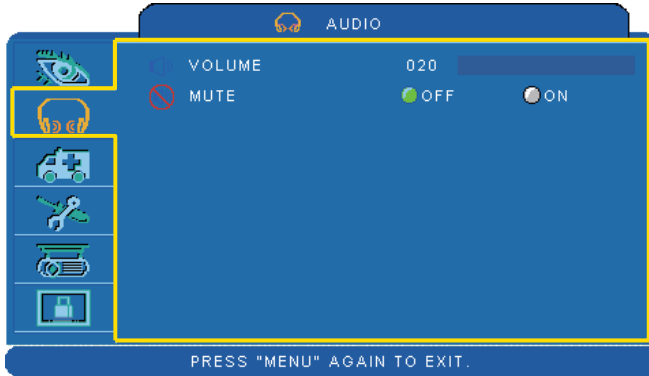 AUDIO
VOLUME 020
MUTE OFF ON
PRESS "MENU" AGAIN TO EXIT.